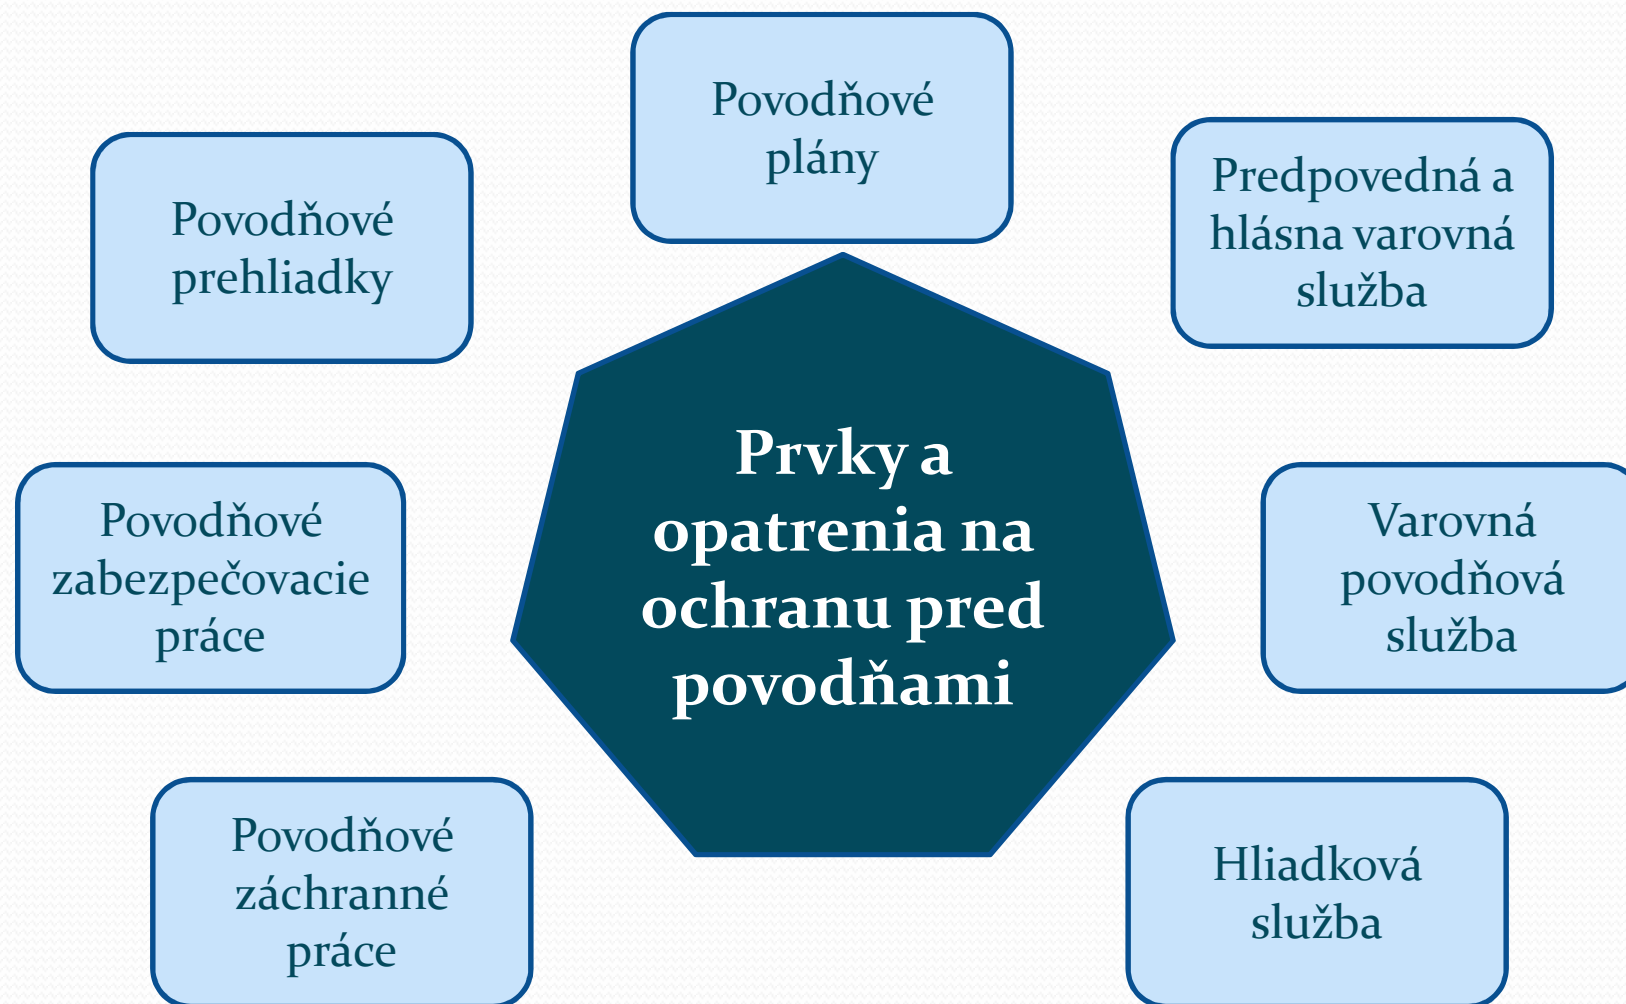 Povodňové
plány
Povodňové
prehliadky
Predpovedná a
hlásna varovná
služba
Prvky a
opatrenia na
ochranu pred
povodňami
Povodňové
zabezpečovacie
práce
Varovná
povodňová
služba
Povodňové
záchranné
práce
Hliadková
služba